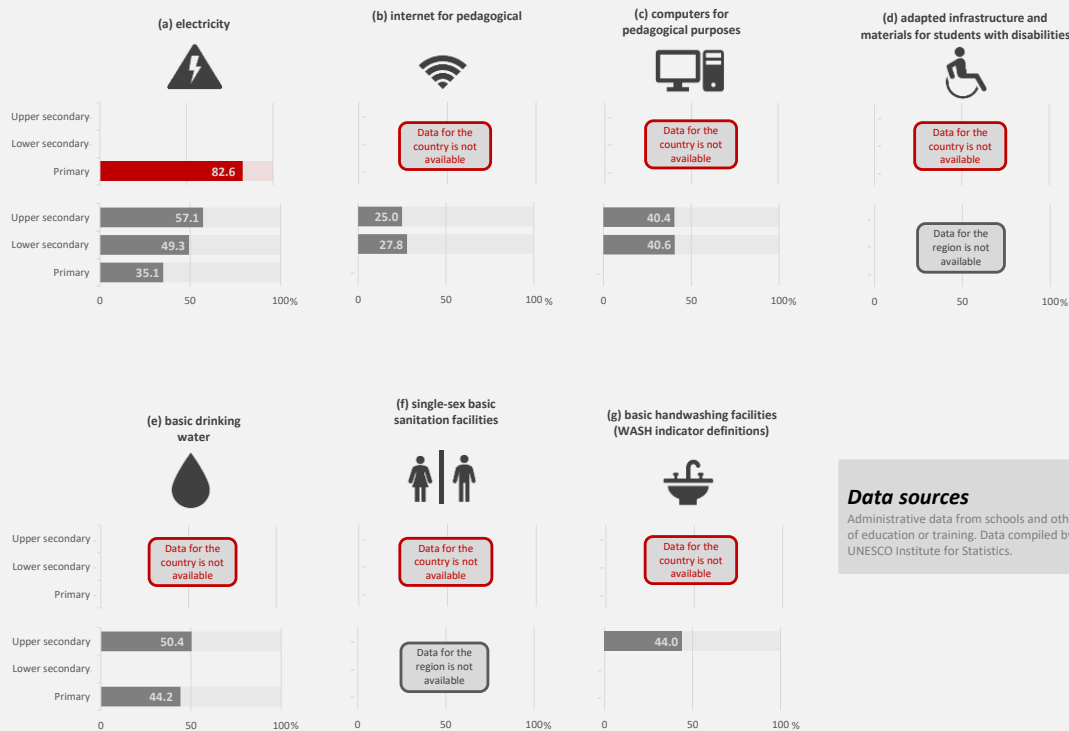 (a) electricity
(b) internet for pedagogical
(c) computers for
pedagogical purposes
(d) adapted infrastructure and
materials for students with disabilities
Upper secondary
Lower secondary
Primary
82.6
Data for the
country is not
available
Data for the
country is not
available
Data for the
country is not
available
Upper secondary
Lower secondary
Primary
57.1
49.3
35.1
25.0
27.8
40.4
40.6
Data for the
region is not
available
0 50 100%
0 50 100 %
0 50 100%
0 50 100%
(e) basic drinking
water
(f) single-sex basic
sanitation facilities
(g) basic handwashing facilities
(WASH indicator definitions)
Upper secondary
Lower secondary
Primary
Data for the
country is not
available
Data for the
country is not
available
Data for the
country is not
available
Data sources
Administrative data from schools and oth
of education or training. Data compiled by
UNESCO Institute for Statistics.
Upper secondary
Lower secondary
Primary
50.4
44.2
Data for the
region is not
available
44.0
0 50 100%
0 50 100%
0 50 100 %